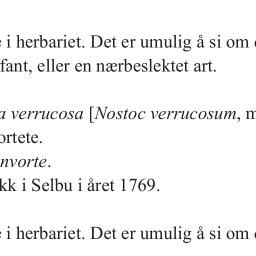 i herbariet. Det er umulig å si om
fant, eller en nærbeslektet art.
verrucosa [Nostoc verrucosum, m
ortete.
nvorte.
kk i Selbu i året 1769.
i herbariet. Det er umulig å si om